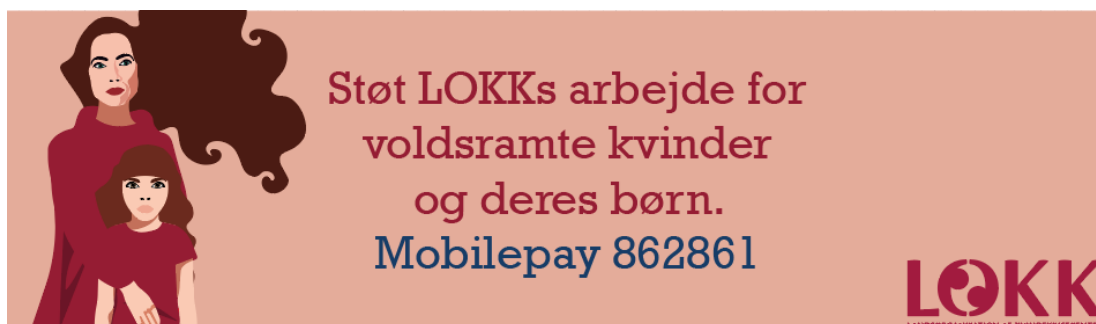 Støt LOKKs arbejde for
voldsramte kvinder
og deres børn.
Mobilepay 862861
LOKK